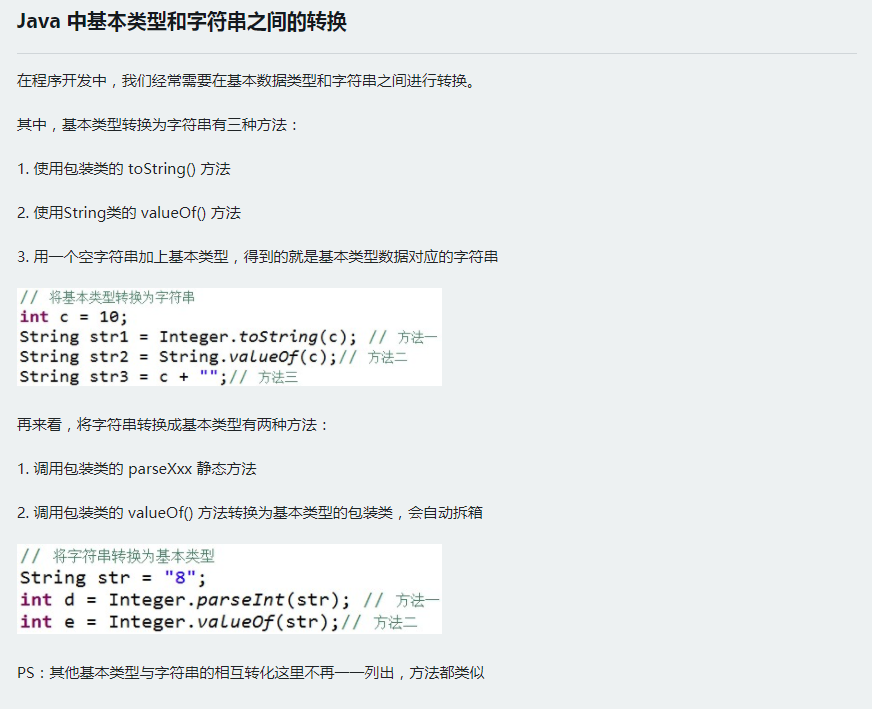 Java 中基本类型和字符串之间的转换
在程序开发中，我们经常需要在基本数据类型和字符串之间进行转换。
其中，基本类型转换为字符串有三种方法：
1. 使用包装类的 toString() 方法
2. 使用String类的 valueOf() 方法
3. 用一个空字符串加上基本类型，得到的就是基本类型数据对应的字符串
// 将基本类型转换为字符串
int c = 10;
String str1 = Integer.toString(c); // 方法一
String str2 = String.valueOf(c);// 方法二
String str3 = c + "";// 方法三
再来看，将字符串转换成基本类型有两种方法：
1. 调用包装类的 parseXxx 静态方法
2. 调用包装类的 valueOf() 方法转换为基本类型的包装类，会自动拆箱
// 将字符串转换为基本类型
String str = "8";
int d = Integer.parseInt(str); // 方法一
int e = Integer.valueOf(str);// 方法二
PS：其他基本类型与字符串的相互转化这里不再一一列出，方法都类似